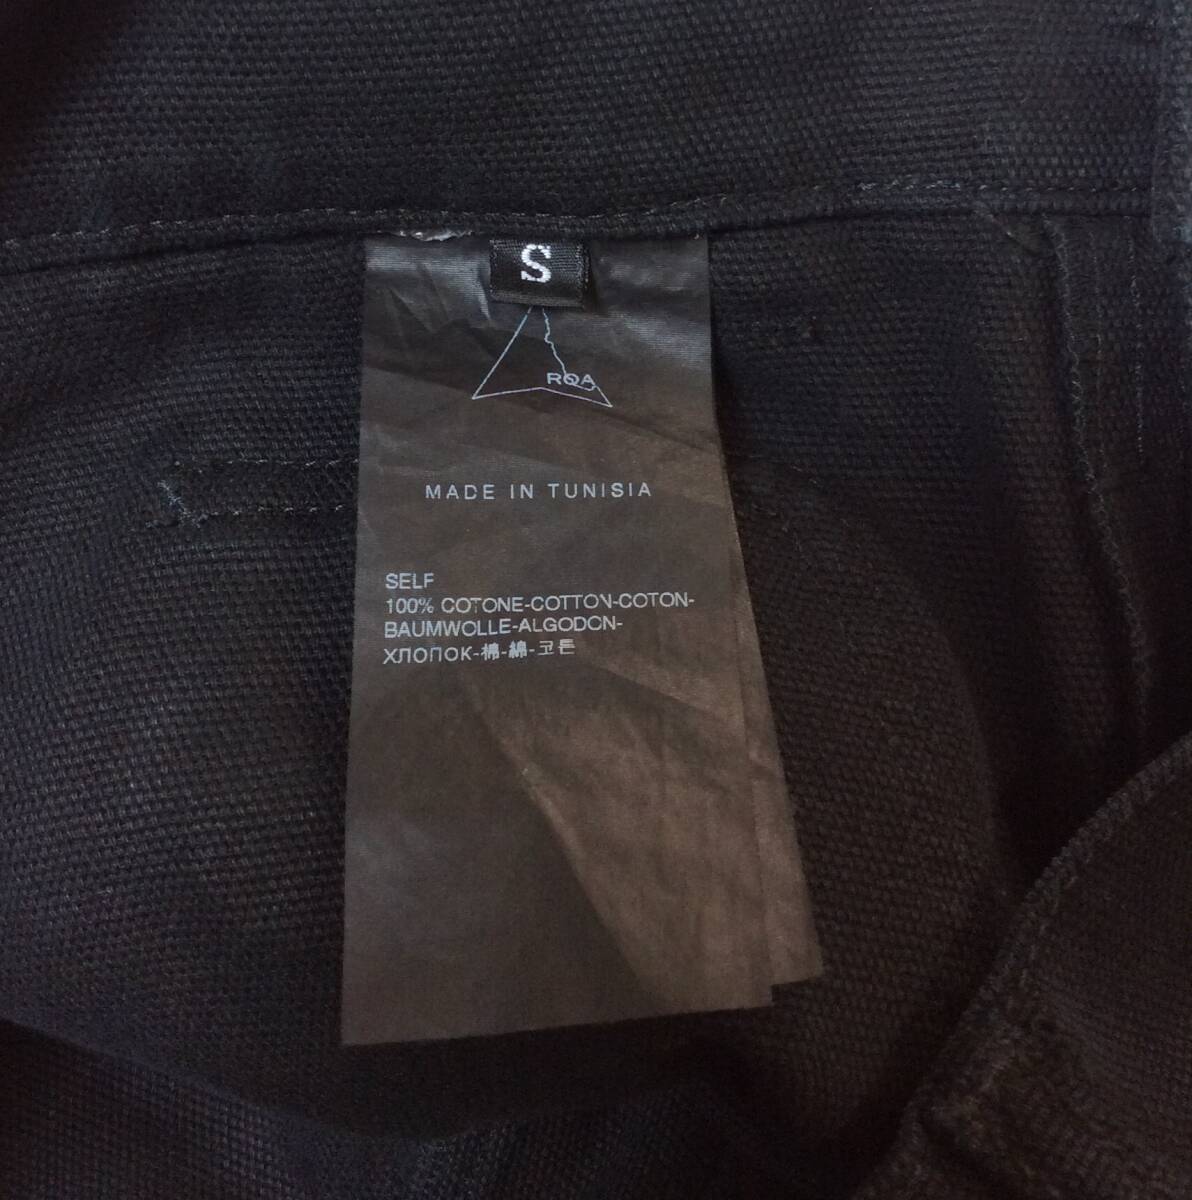 S
ROA
MADE IN TUNISIA
SELF
100% COTONE-COTTON-COTON-
BAUMWOLLE-ALGODON-
ХЛОПОК-棉-綿-코튼